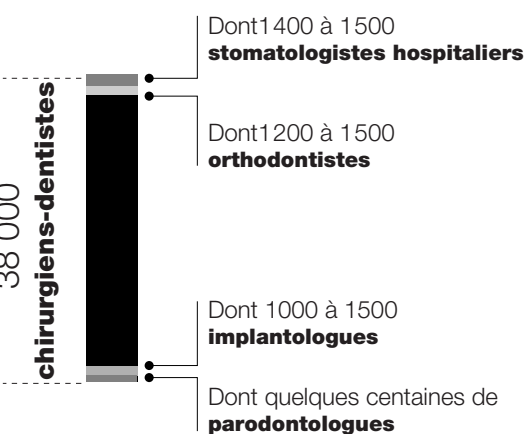 Dont1400 à 1500
stomatologistes hospitaliers
38 000
chirurgiens-dentistes
Dont1200 à 1500
orthodontistes
Dont 1000 à 1500
implantologues
Dont quelques centaines de
parodontologues